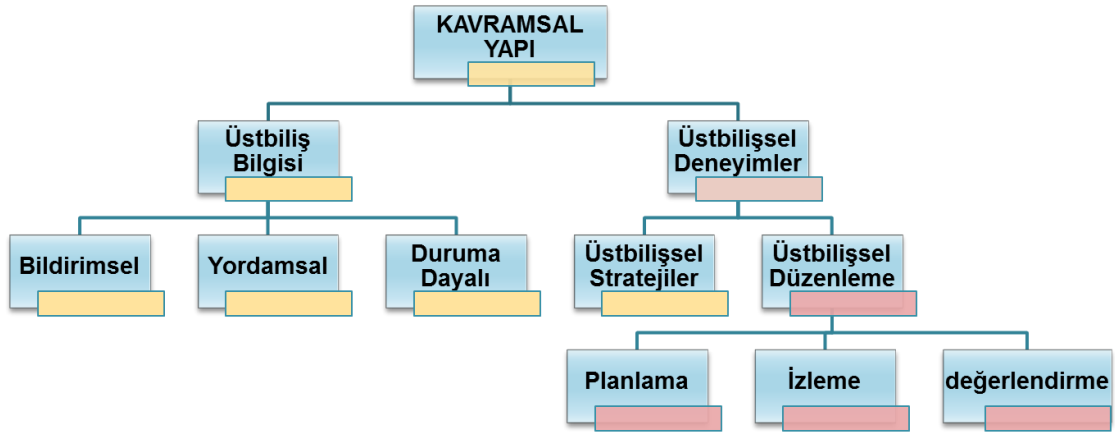 KAVRAMSAL
YAPI
Üstbiliş
Bilgisi
Üstbilişsel
Deneyimler
Bildirimsel
Yordamsal
Duruma
Dayalı
Üstbilişsel
Stratejiler
Üstbilişsel
Düzenleme
Planlama
İzleme
değerlendirme